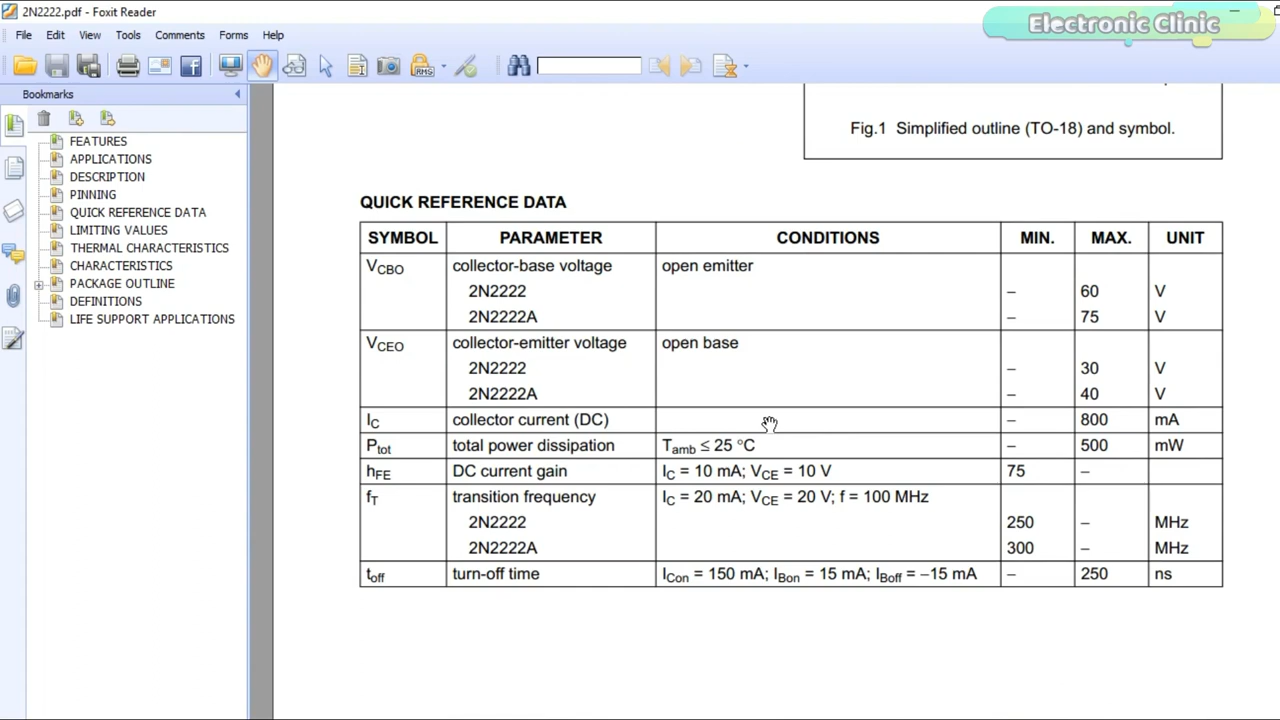 2N2222.pdf - Foxit Reader
Electronic Clinic
File Edit View Tools Comments Forms Help
RMS
Bookmarks
FEATURES
APPLICATIONS
DESCRIPTION
PINNING
QUICK REFERENCE DATA
LIMITING VALUES
THERMAL CHARACTERISTICS
CHARACTERISTICS
PACKAGE OUTLINE
DEFINITIONS
LIFE SUPPORT APPLICATIONS
Fig.1 Simplified outline (TO-18) and symbol.
QUICK REFERENCE DATA
SYMBOL PARAMETER CONDITIONS MIN. MAX. UNIT
VCBO collector-base voltage open emitter
2N2222 – 60 V
2N2222A – 75 V
VCEO collector-emitter voltage open base
2N2222 – 30 V
2N2222A – 40 V
IC collector current (DC) – 800 mA
Ptot total power dissipation Tamb ≤ 25 °C – 500 mW
hFE DC current gain IC = 10 mA; VCE = 10 V 75 –
fT transition frequency IC = 20 mA; VCE = 20 V; f = 100 MHz
2N2222 250 – MHz
2N2222A 300 – MHz
toff turn-off time ICon = 150 mA; IBon = 15 mA; IBoff = −15 mA – 250 ns